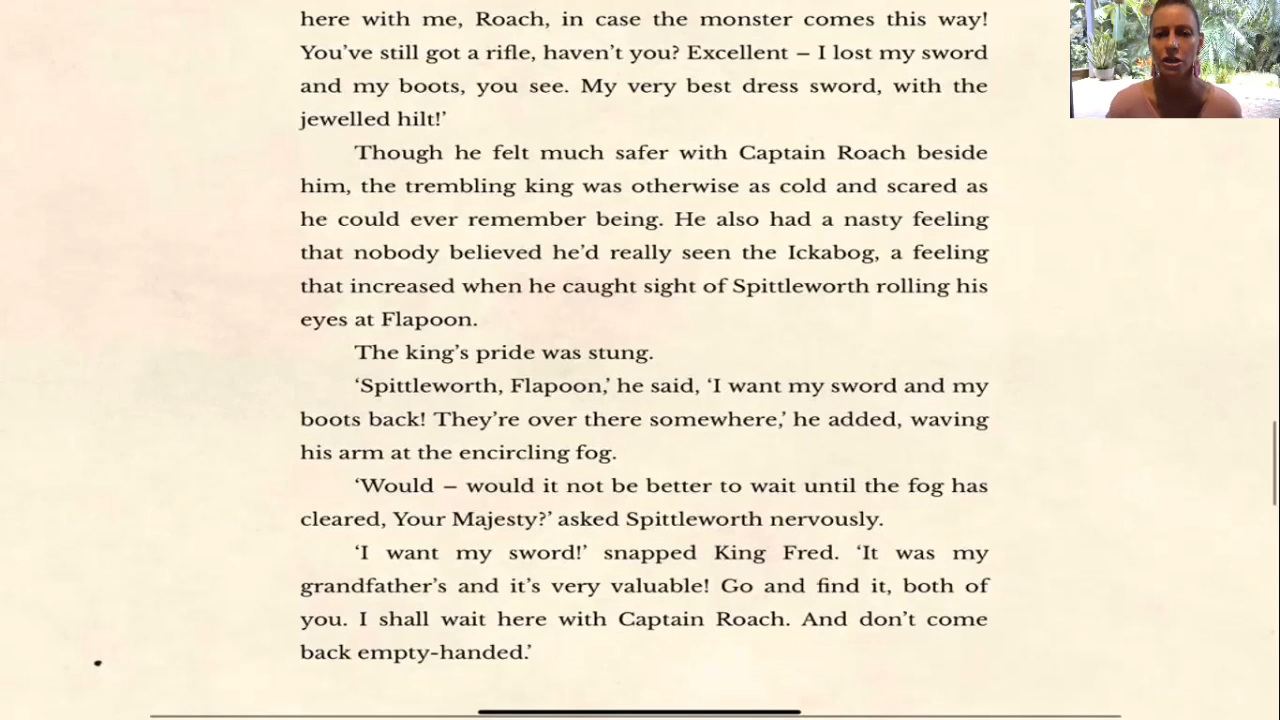 here with me, Roach, in case the monster comes this way!
You’ve still got a rifle, haven’t you? Excellent – I lost my sword
and my boots, you see. My very best dress sword, with the
jewelled hilt!’
Though he felt much safer with Captain Roach beside
him, the trembling king was otherwise as cold and scared as
he could ever remember being. He also had a nasty feeling
that nobody believed he’d really seen the Ickabog, a feeling
that increased when he caught sight of Spittleworth rolling his
eyes at Flapoon.
The king’s pride was stung.
‘Spittleworth, Flapoon,’ he said, ‘I want my sword and my
boots back! They’re over there somewhere,’ he added, waving
his arm at the encircling fog.
‘Would – would it not be better to wait until the fog has
cleared, Your Majesty?’ asked Spittleworth nervously.
‘I want my sword!’ snapped King Fred. ‘It was my
grandfather’s and it’s very valuable! Go and find it, both of
you. I shall wait here with Captain Roach. And don’t come
back empty-handed.’